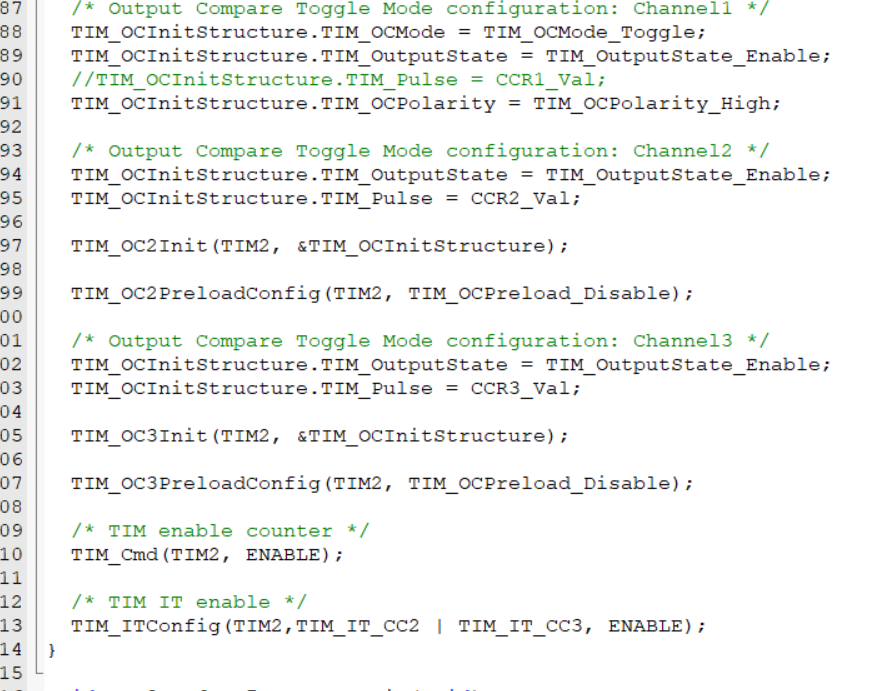 87 /* Output Compare Toggle Mode configuration: Channel1 */
88 TIM_OCInitStructure.TIM_OCMode = TIM_OCMode_Toggle;
89 TIM_OCInitStructure.TIM_OutputState = TIM_OutputState_Enable;
90 //TIM_OCInitStructure.TIM_Pulse = CCR1_Val;
91 TIM_OCInitStructure.TIM_OCPolarity = TIM_OCPolarity_High;
92
93 /* Output Compare Toggle Mode configuration: Channel2 */
94 TIM_OCInitStructure.TIM_OutputState = TIM_OutputState_Enable;
95 TIM_OCInitStructure.TIM_Pulse = CCR2_Val;
96
97 TIM_OC2Init(TIM2, &TIM_OCInitStructure);
98
99 TIM_OC2PreloadConfig(TIM2, TIM_OCPreload_Disable);
00
01 /* Output Compare Toggle Mode configuration: Channel3 */
02 TIM_OCInitStructure.TIM_OutputState = TIM_OutputState_Enable;
03 TIM_OCInitStructure.TIM_Pulse = CCR3_Val;
04
05 TIM_OC3Init(TIM2, &TIM_OCInitStructure);
06
07 TIM_OC3PreloadConfig(TIM2, TIM_OCPreload_Disable);
08
09 /* TIM enable counter */
10 TIM_Cmd(TIM2, ENABLE);
11
12 /* TIM IT enable */
13 TIM_ITConfig(TIM2,TIM_IT_CC2 | TIM_IT_CC3, ENABLE);
14 }
15